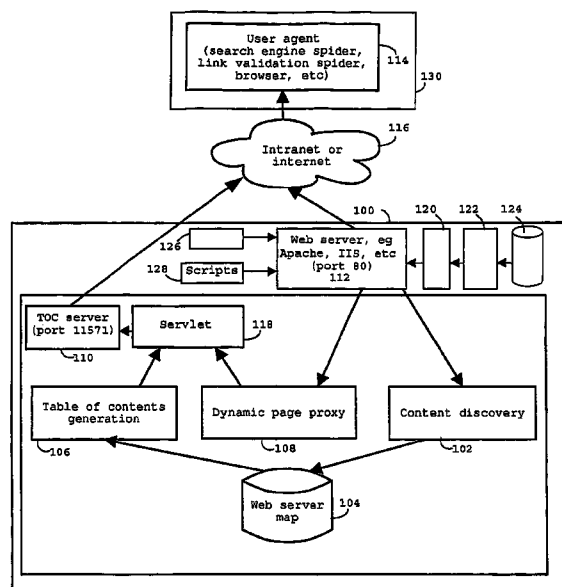 User agent
(search engine spider,
link validation spider,
browser, etc)
114
130
116
Intranet or
internet
100
120
122
124
126
Web server, eg
Apache, IIS, etc
(port 80)
112
128
Scripts
TOC server
(port 11571)
110
Servlet
118
Table of contents
generation
106
Dynamic page proxy
108
Content discovery
102
Web server
map
104